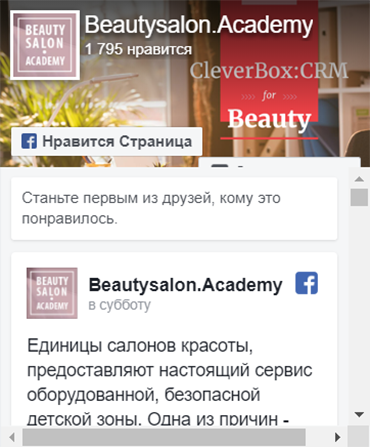 BEAUTY
SALON
ACADEMY
Beautysalon.Academy
1 795 нравится
CleverBox:CRM
for
Beauty
Нравится Страница
Станьте первым из друзей, кому это
понравилось.
BEAUTY
SALON
ACADEMY
Beautysalon.Academy
в субботу
Единицы салонов красоты,
предоставляют настоящий сервис
оборудованной, безопасной
детской зоны. Одна из причин -